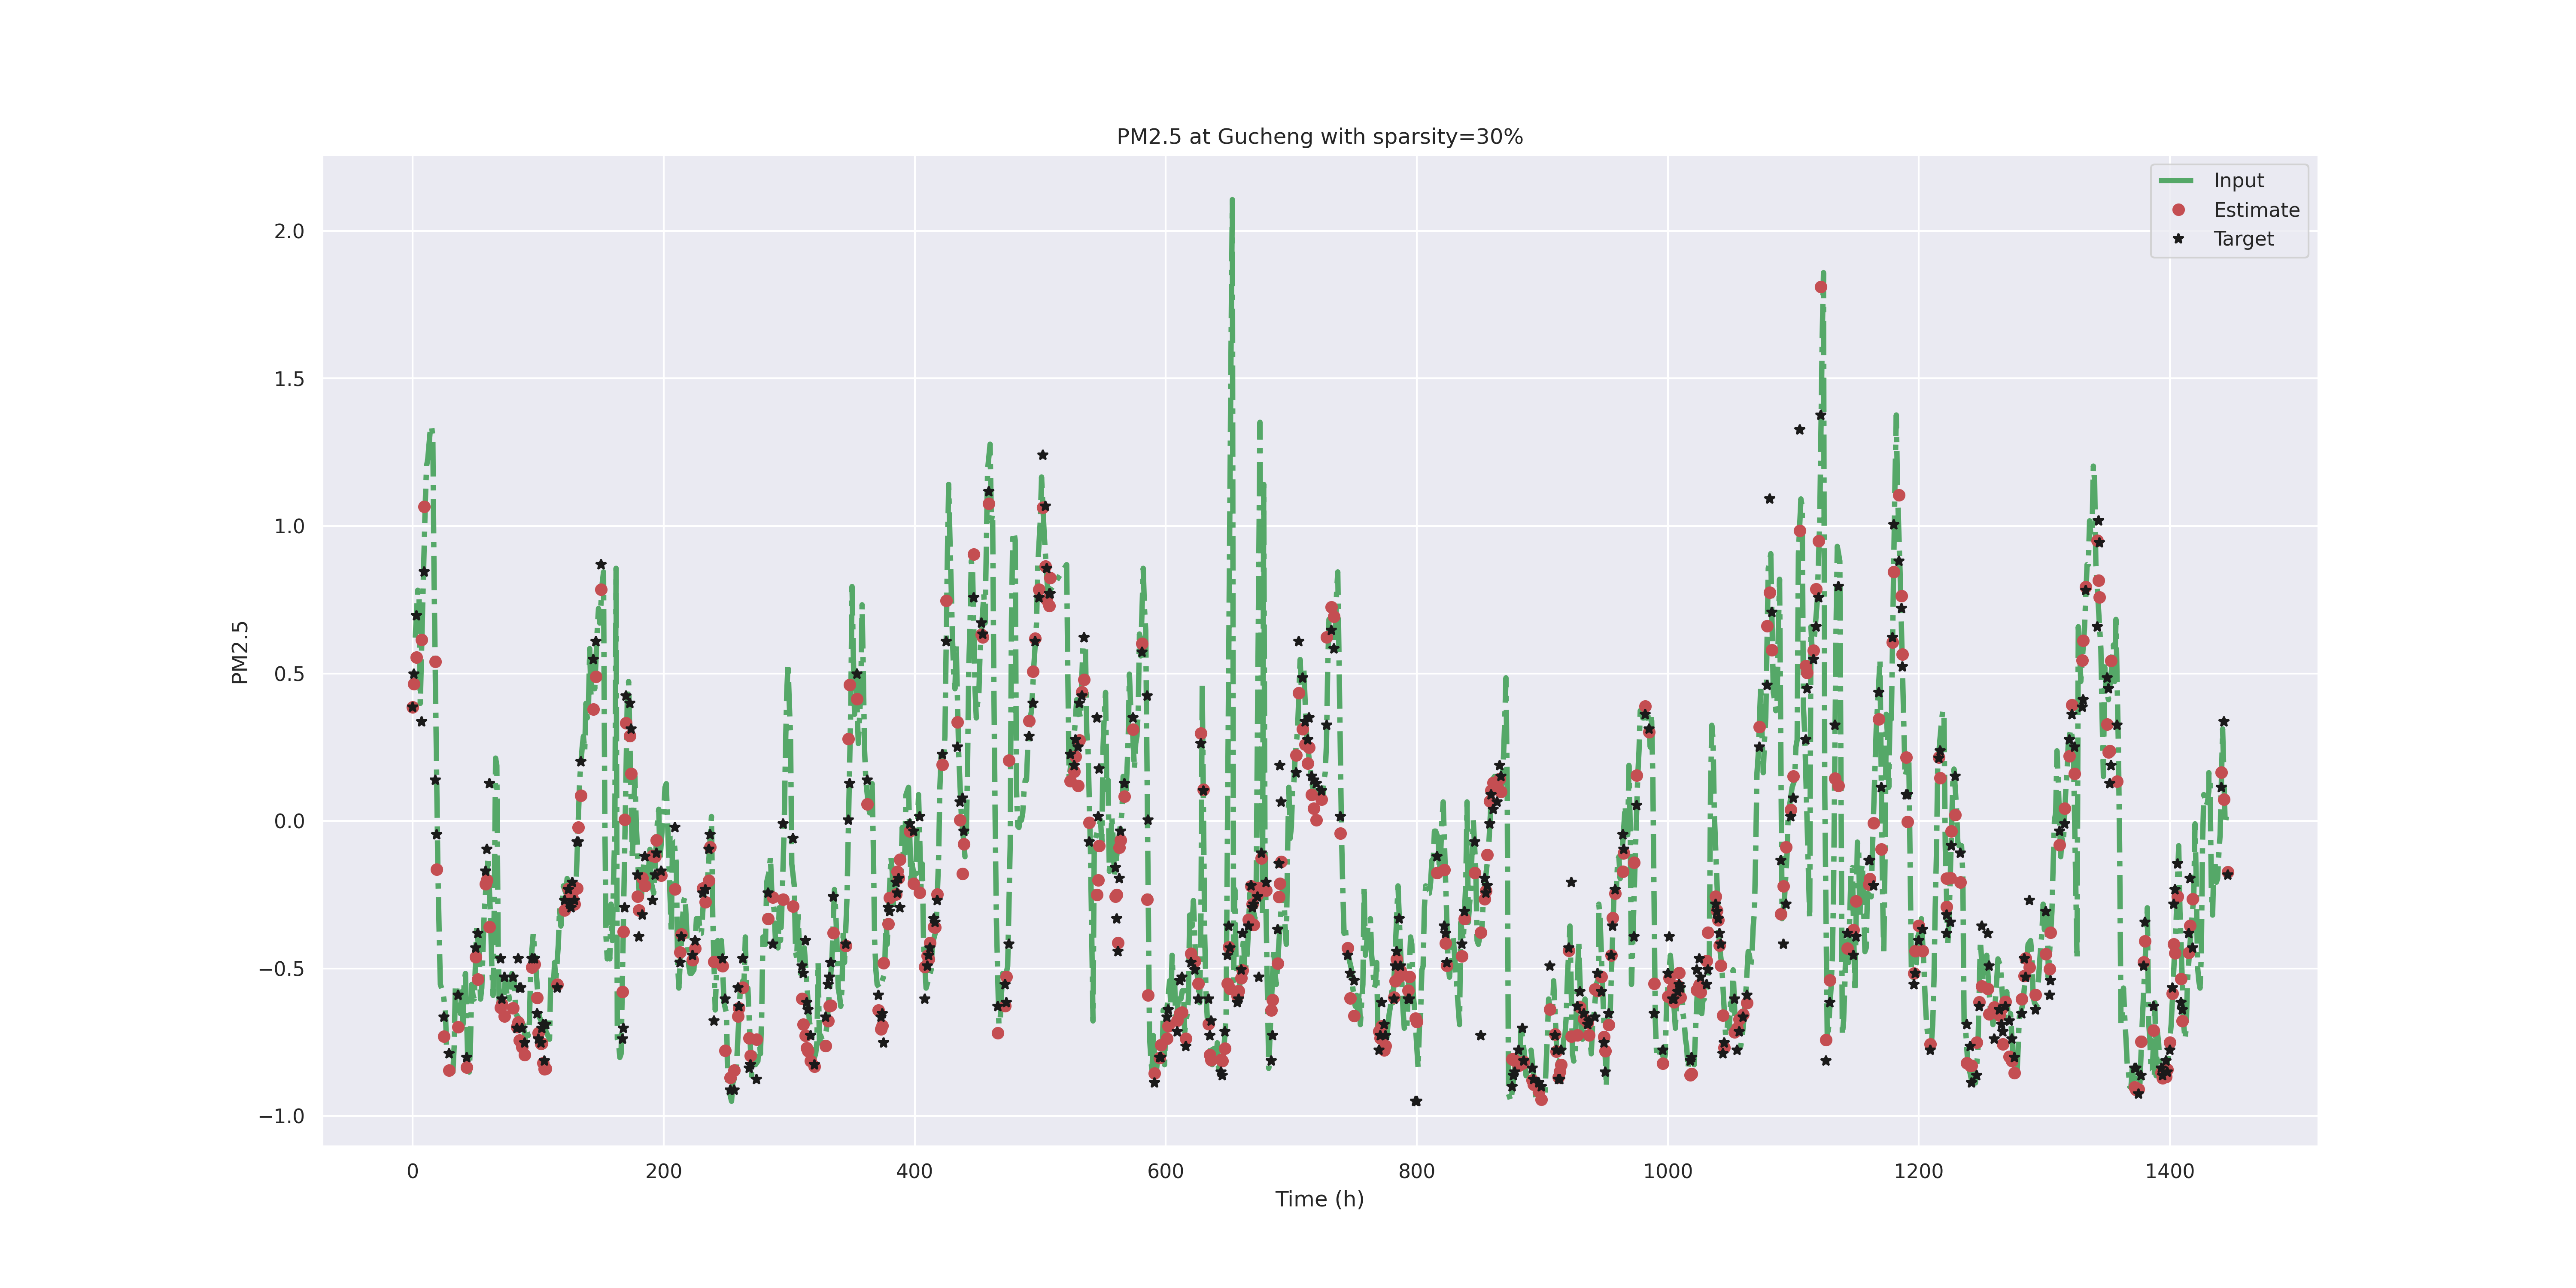 PM2.5 at Gucheng with sparsity=30%
Input
Estimate
Target
PM2.5
2.0
1.5
1.0
0.5
0.0
−0.5
−1.0
0 200 400 600 800 1000 1200 1400
Time (h)